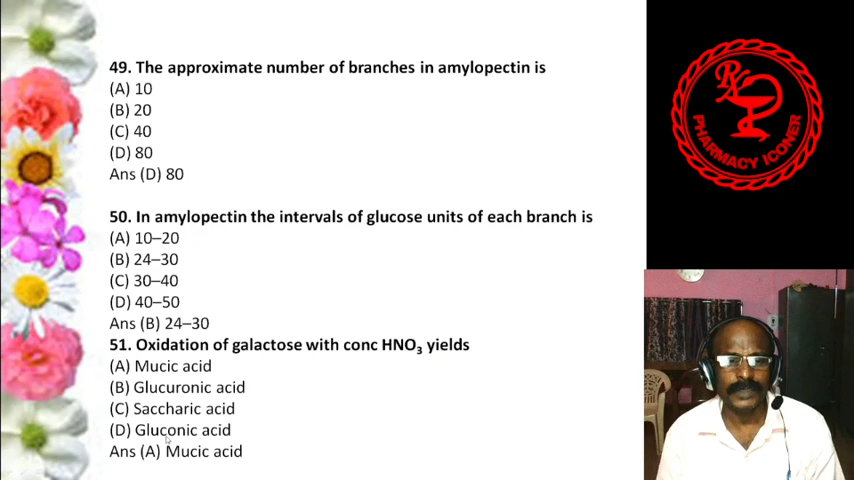 49. The approximate number of branches in amylopectin is
(A) 10
(B) 20
(C) 40
(D) 80
Ans (D) 80
50. In amylopectin the intervals of glucose units of each branch is
(A) 10–20
(B) 24–30
(C) 30–40
(D) 40–50
Ans (B) 24–30
51. Oxidation of galactose with conc HNO₃ yields
(A) Mucic acid
(B) Glucuronic acid
(C) Saccharic acid
(D) Gluconic acid
Ans (A) Mucic acid
Rx
PHARMACY ICONER